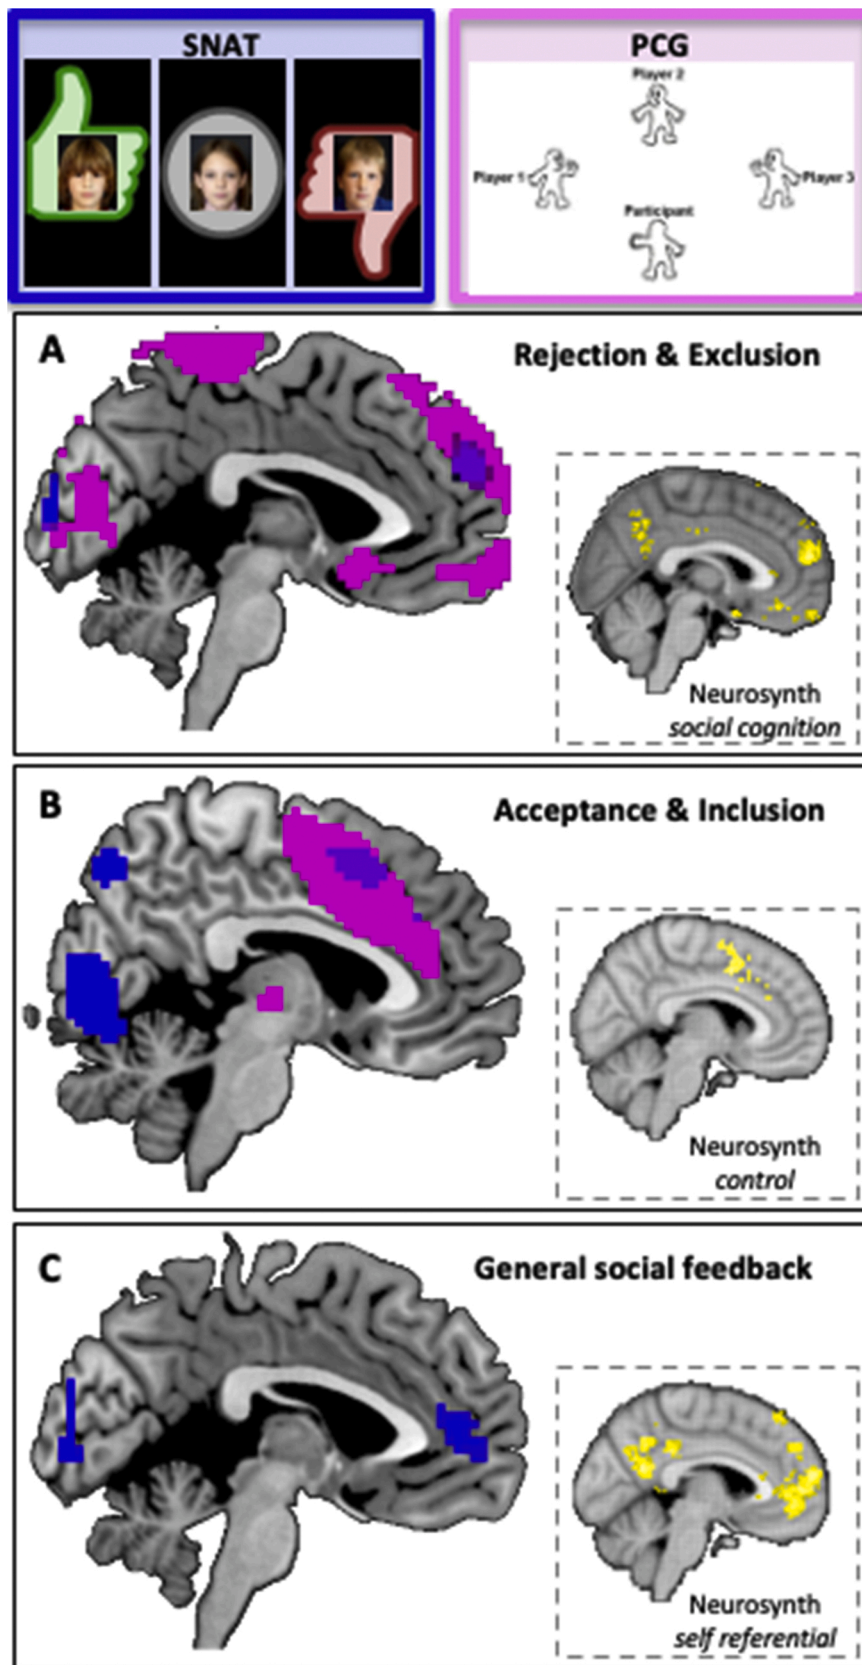 SNAT
PCG
Player 2
Player 1
Player 3
Participant
A
Rejection & Exclusion
Neurosynth
social cognition
B
Acceptance & Inclusion
Neurosynth
control
C
General social feedback
Neurosynth
self referential